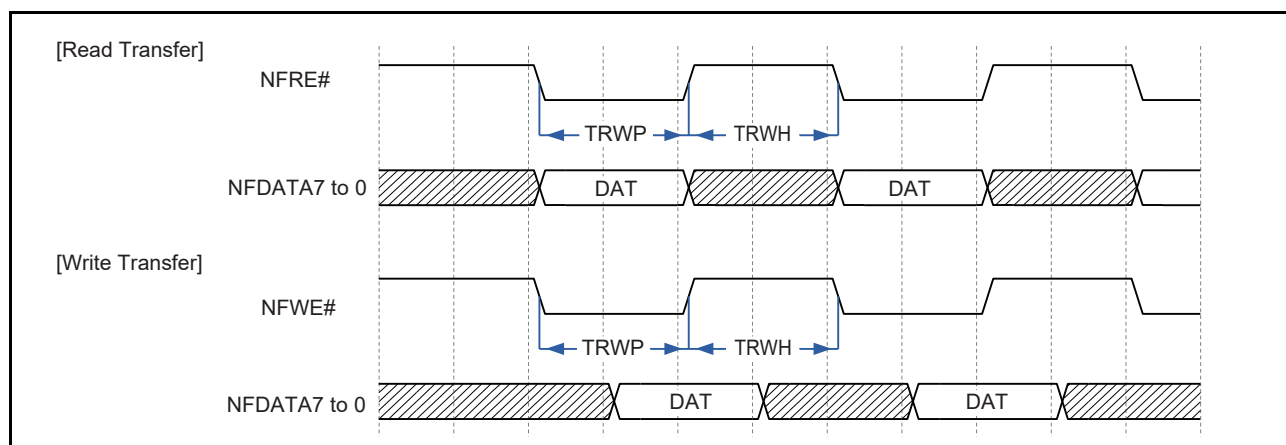 [Read Transfer]
NFRE#
TRWP TRWH
NFDATA7 to 0 DAT DAT
[Write Transfer]
NFWE#
TRWP TRWH
NFDATA7 to 0 DAT DAT